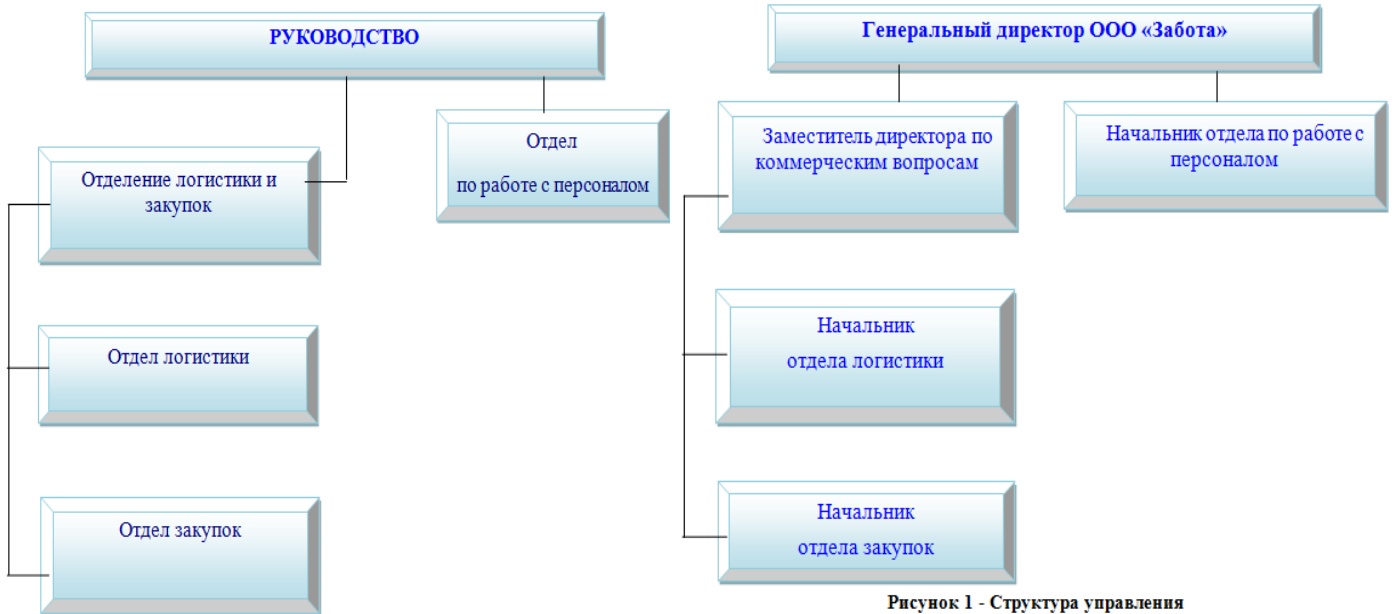 РУКОВОДСТВО
Отдел
по работе с персоналом
Отделение логистики и
закупок
Отдел логистики
Отдел закупок
Генеральный директор ООО «Забота»
Заместитель директора по
коммерческим вопросам
Начальник отдела по работе с
персоналом
Начальник
отдела логистики
Начальник
отдела закупок
Рисунок 1 - Структура управления